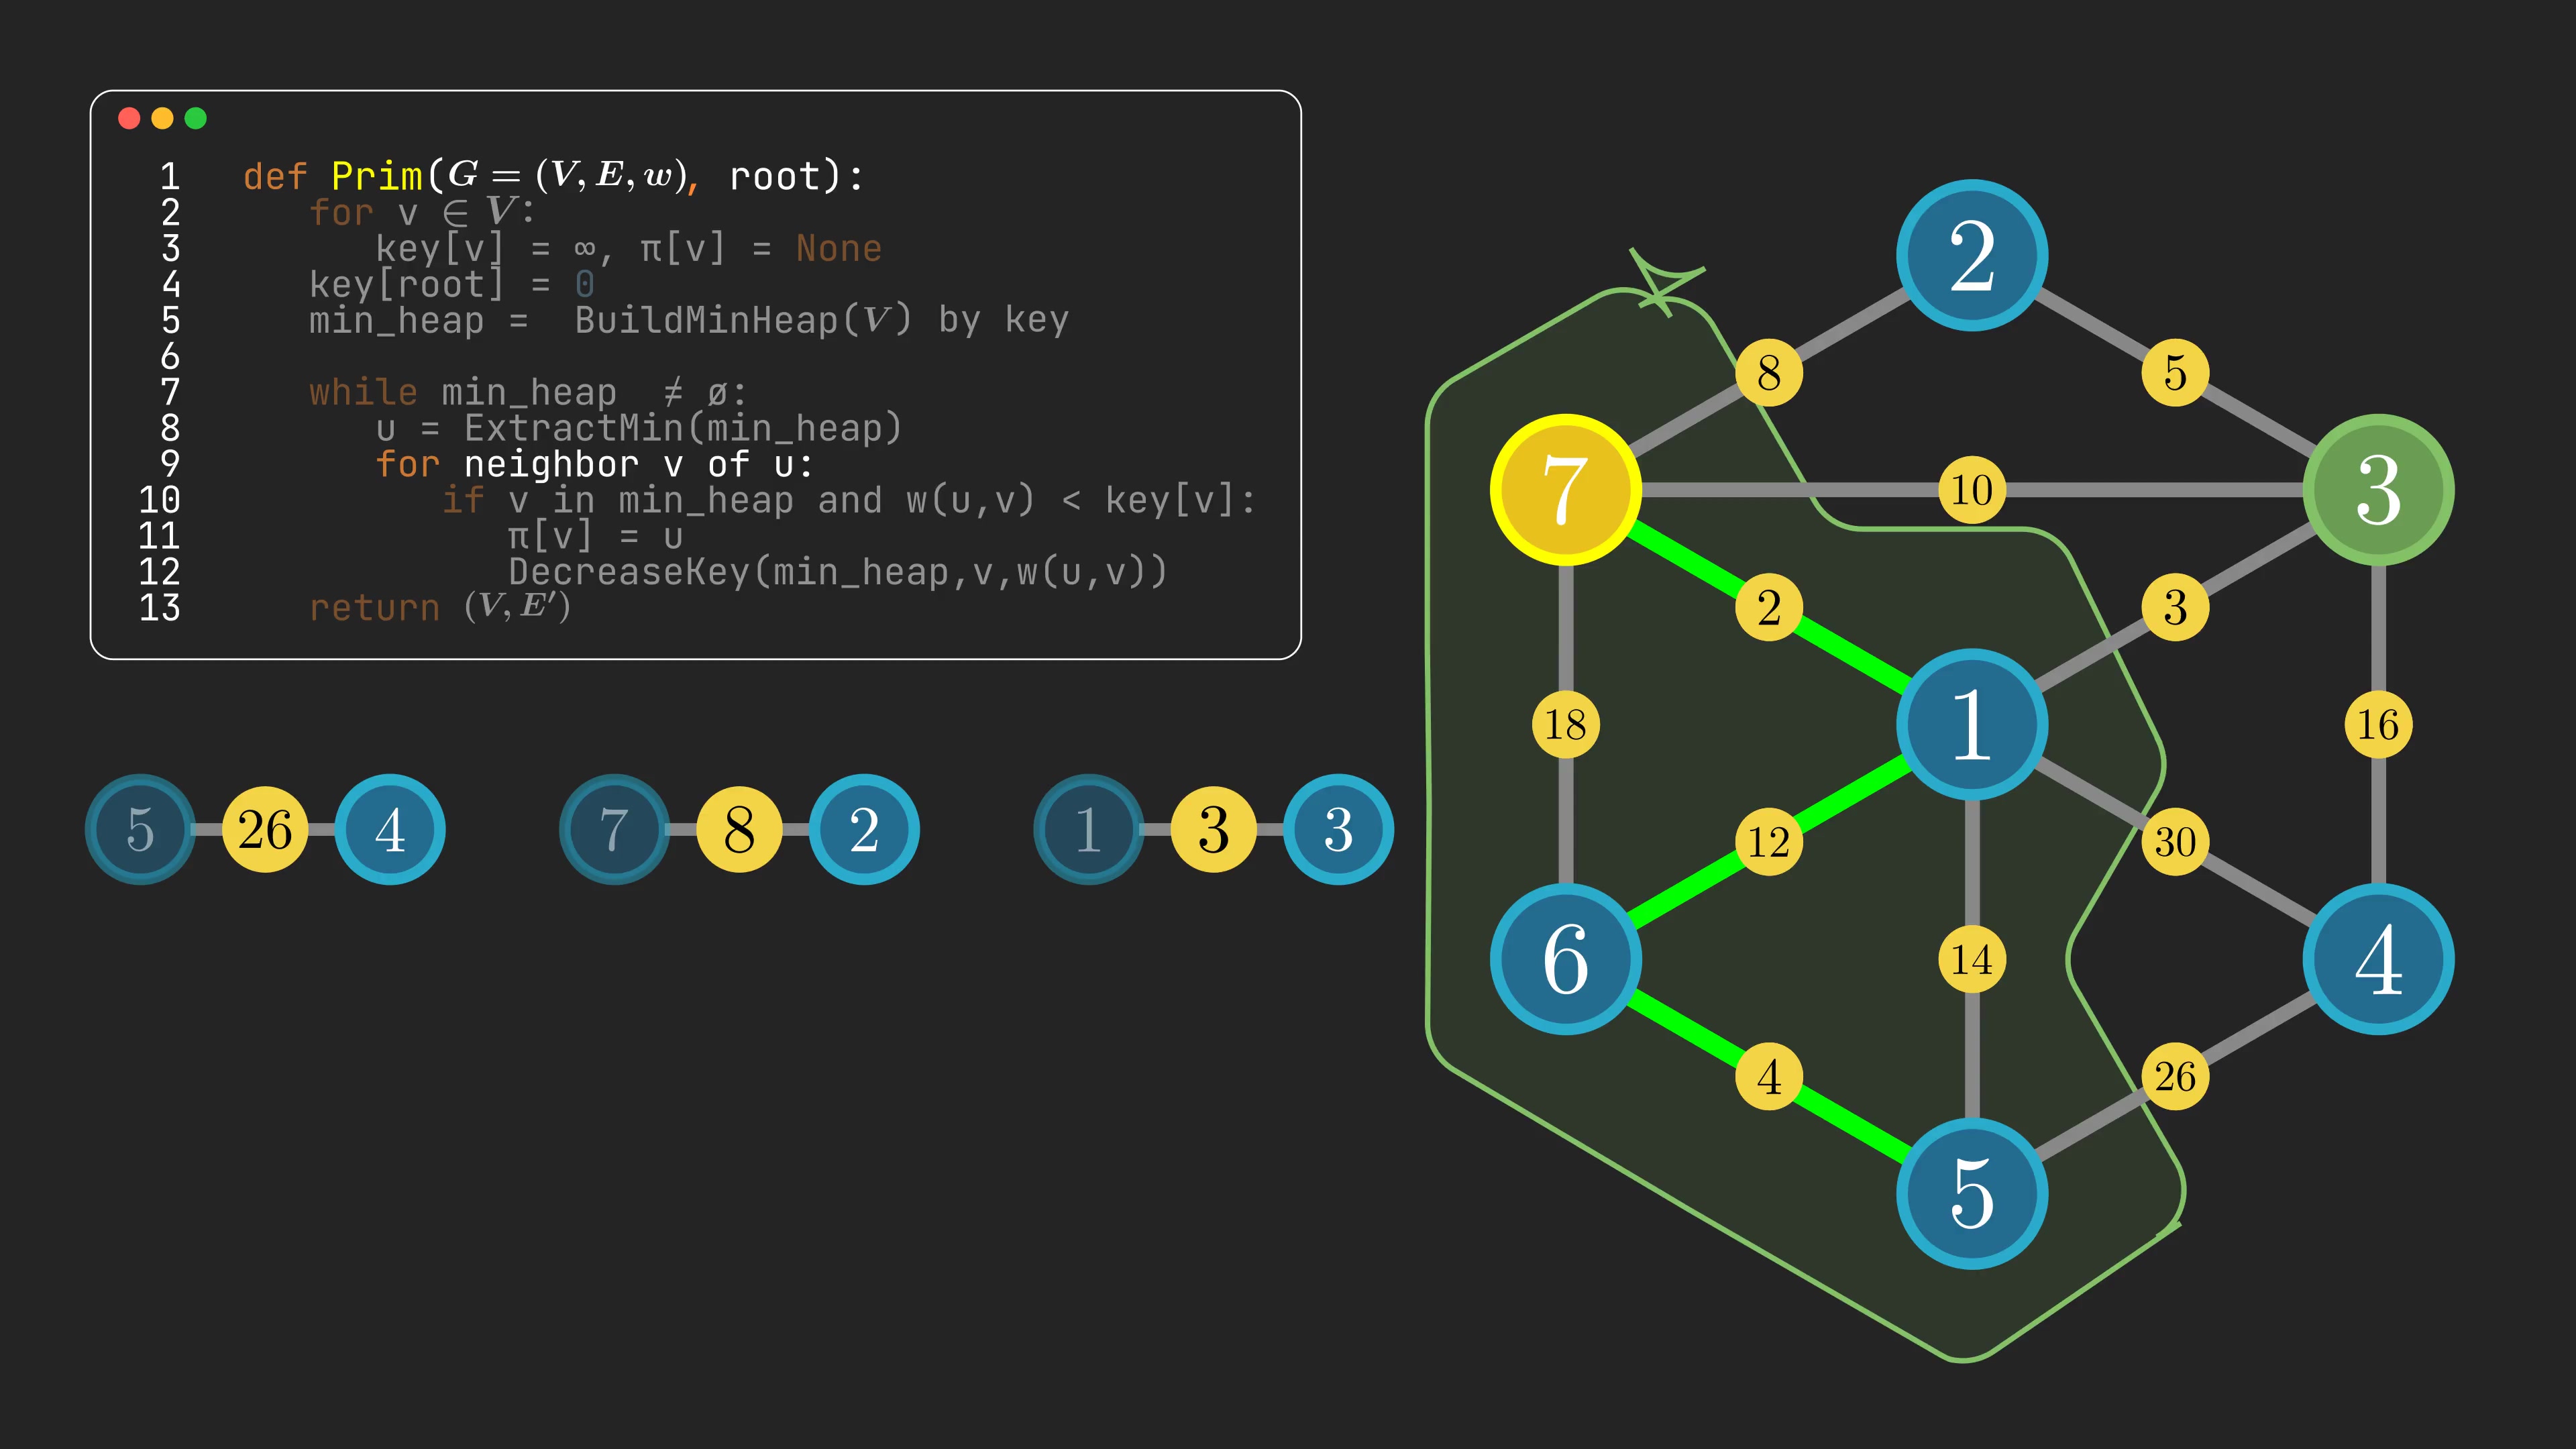 1 def Prim(G = (V, E, w), root):
2 for v ∈ V:
3 key[v] = ∞, π[v] = None
4 key[root] = 0
5 min_heap = BuildMinHeap(V) by key
6
7 while min_heap ≠ ø:
8 u = ExtractMin(min_heap)
9 for neighbor v of u:
10 if v in min_heap and w(u,v) < key[v]:
11 π[v] = u
12 DecreaseKey(min_heap,v,w(u,v))
13 return (V, E′)
5 26 4
7 8 2
1 3 3
2
8 5
7 10 3
2 3
18 1 16
12 30
6 14 4
4 26
5